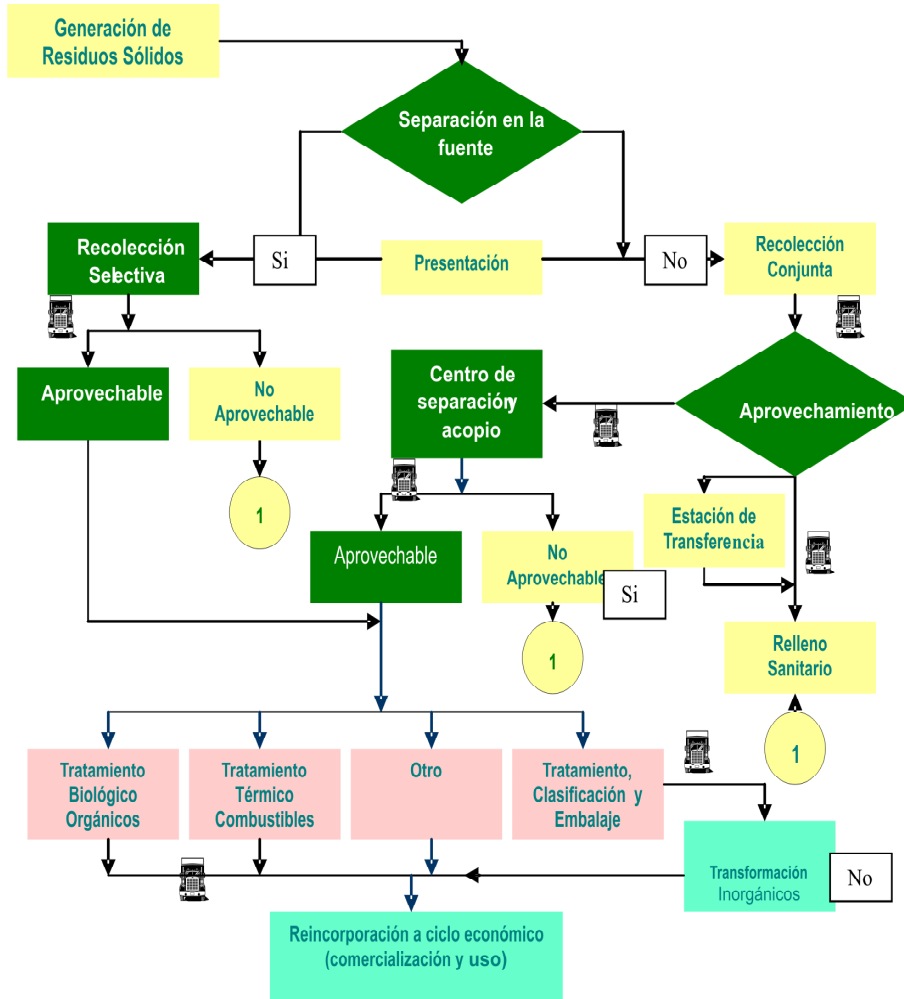 Generación de
Residuos Sólidos
Separación en la
fuente
Recolección
Selectiva
Si
Presentación
No
Recolección
Conjunta
Aprovechable
No
Aprovechable
Centro de
separación y
acopio
Aprovechamiento
1
Estación de
Transferencia
Aprovechable
No
Aprovechable
Si
1
Relleno
Sanitario
1
Tratamiento
Biológico
Orgánicos
Tratamiento
Térmico
Combustibles
Otro
Tratamiento,
Clasificación y
Embalaje
Transformación
Inorgánicos
No
Reincorporación a ciclo económico
(comercialización y uso)